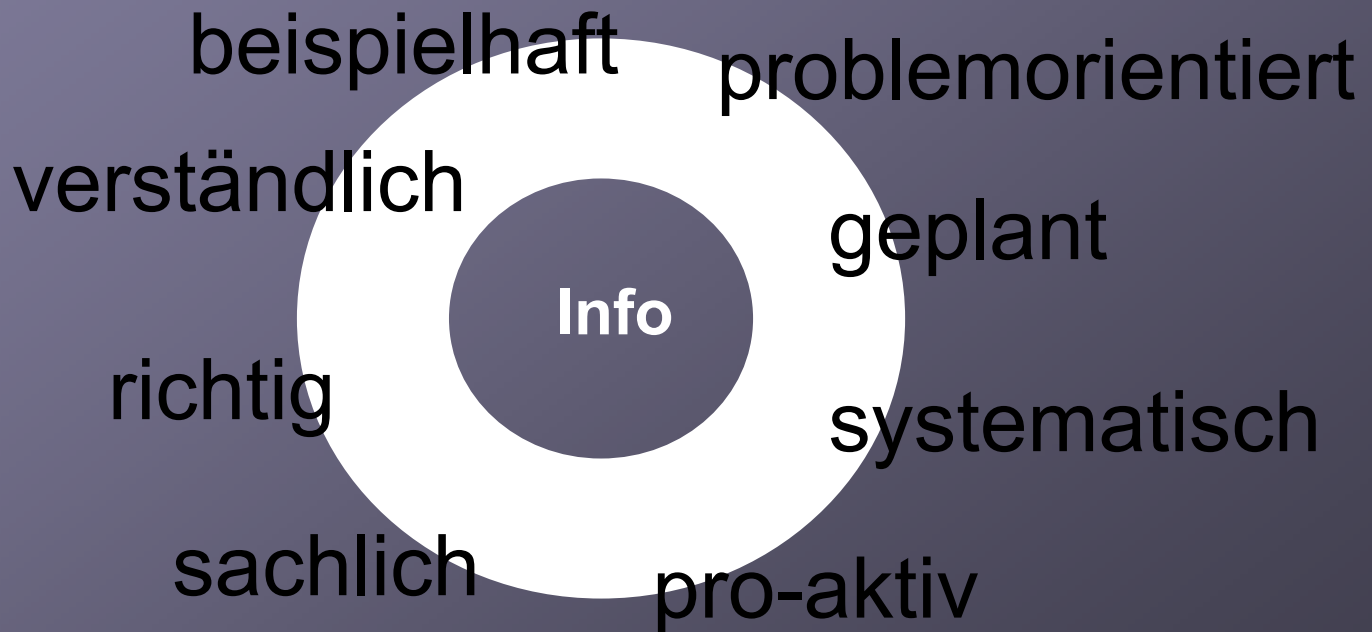 beispielhaft
problemorientiert
verständlich
geplant
Info
richtig
systematisch
sachlich
pro-aktiv